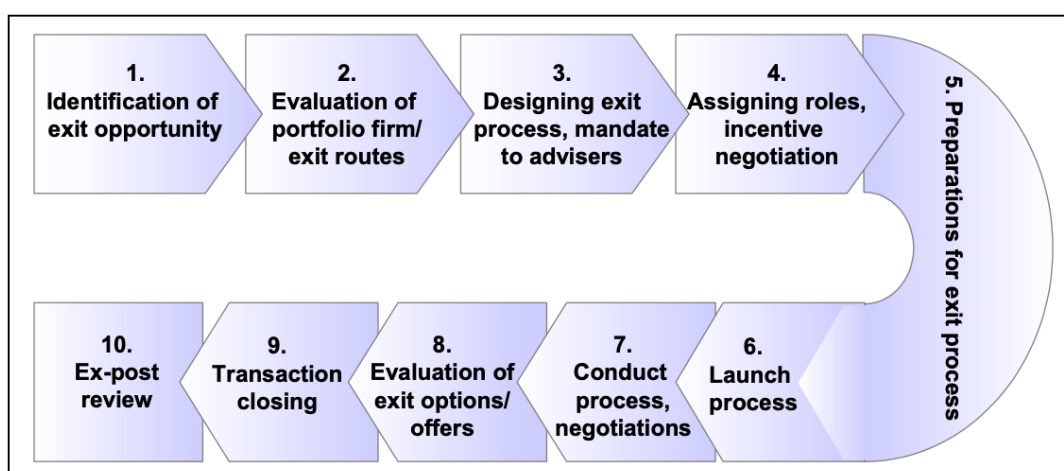 1.
Identification of
exit opportunity
2.
Evaluation of
portfolio firm/
exit routes
3.
Designing exit
process, mandate
to advisers
4.
Assigning roles,
incentive
negotiation
5. Preparations for exit process
6.
Launch
process
7.
Conduct
process,
negotiations
8.
Evaluation of
exit options/
offers
9.
Transaction
closing
10.
Ex-post
review